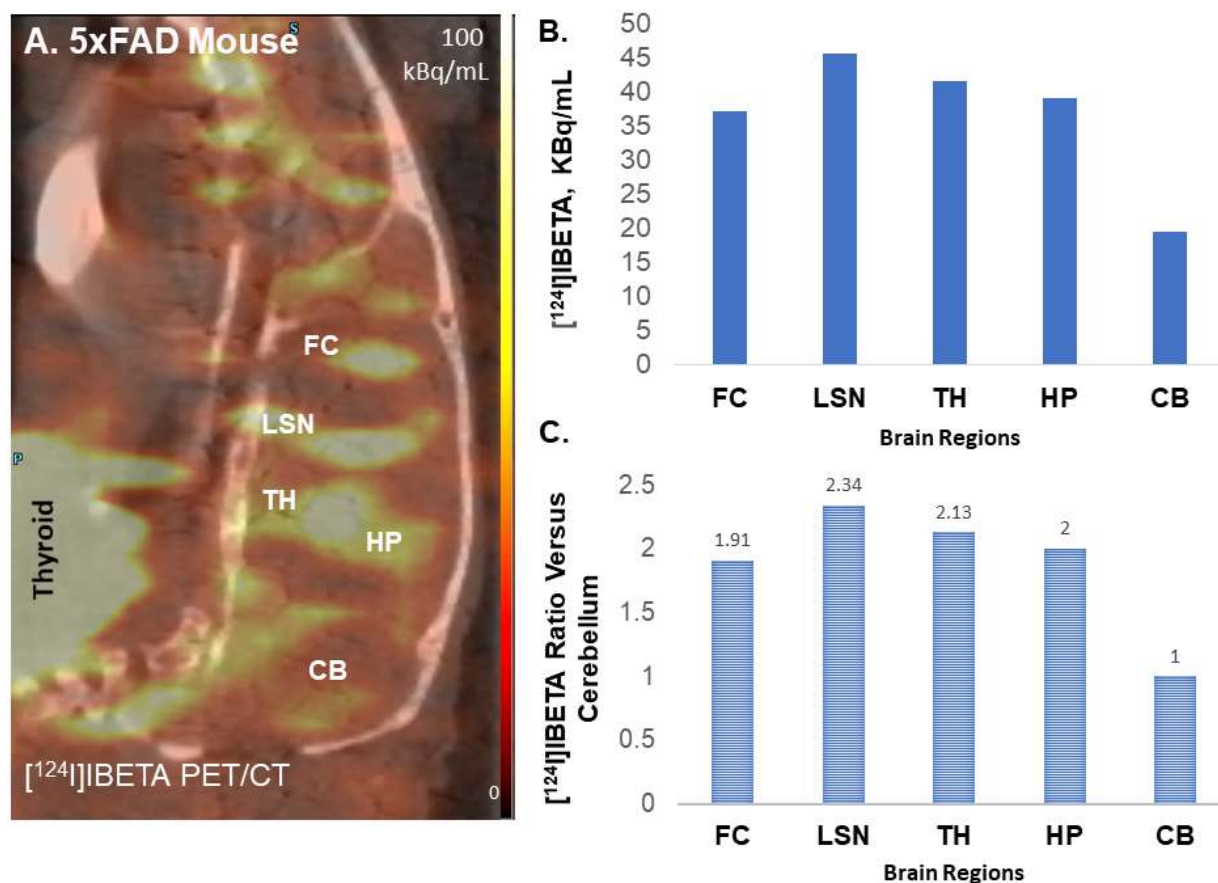 A. 5xFAD Mouse
S
100
kBq/mL
FC
LSN
TH
HP
P
Thyroid
CB
[¹²⁴I]IBETA PET/CT
0
B.
[¹²⁴I]IBETA, KBq/mL
50
45
40
35
30
25
20
15
10
5
0
FC LSN TH HP CB
Brain Regions
C.
[¹²⁴I]IBETA Ratio Versus
Cerebellum
2.5
2
1.5
1
0.5
0
1.91
2.34
2.13
2
1
FC LSN TH HP CB
Brain Regions